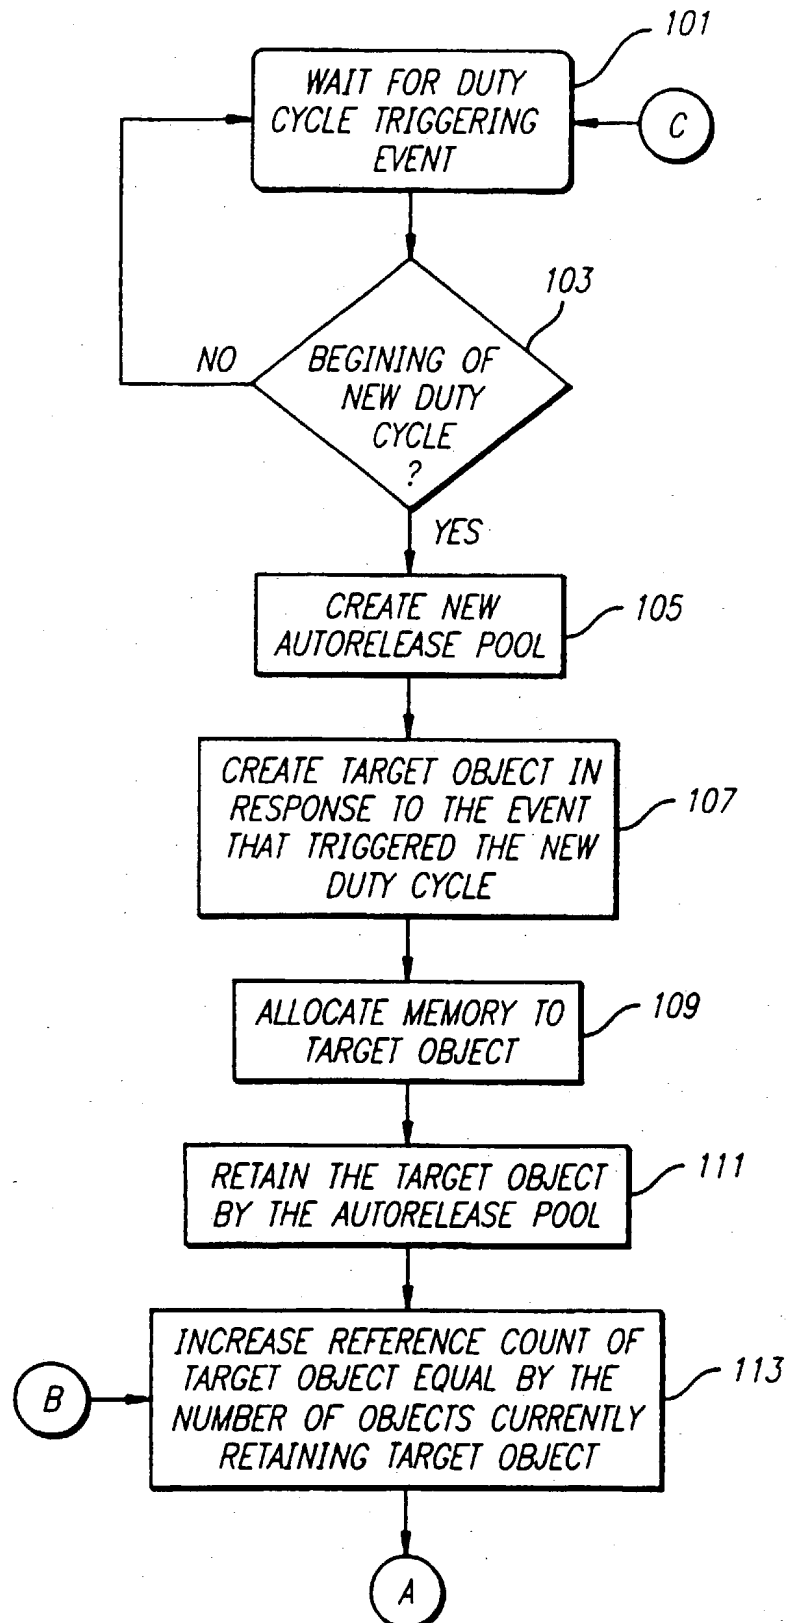 101
WAIT FOR DUTY
CYCLE TRIGGERING
EVENT
C
103
NO
BEGINING OF
NEW DUTY
CYCLE
?
YES
CREATE NEW
AUTORELEASE POOL
105
CREATE TARGET OBJECT IN
RESPONSE TO THE EVENT
THAT TRIGGERED THE NEW
DUTY CYCLE
107
ALLOCATE MEMORY TO
TARGET OBJECT
109
RETAIN THE TARGET OBJECT
BY THE AUTORELEASE POOL
111
INCREASE REFERENCE COUNT OF
TARGET OBJECT EQUAL BY THE
NUMBER OF OBJECTS CURRENTLY
RETAINING TARGET OBJECT
113
B
A